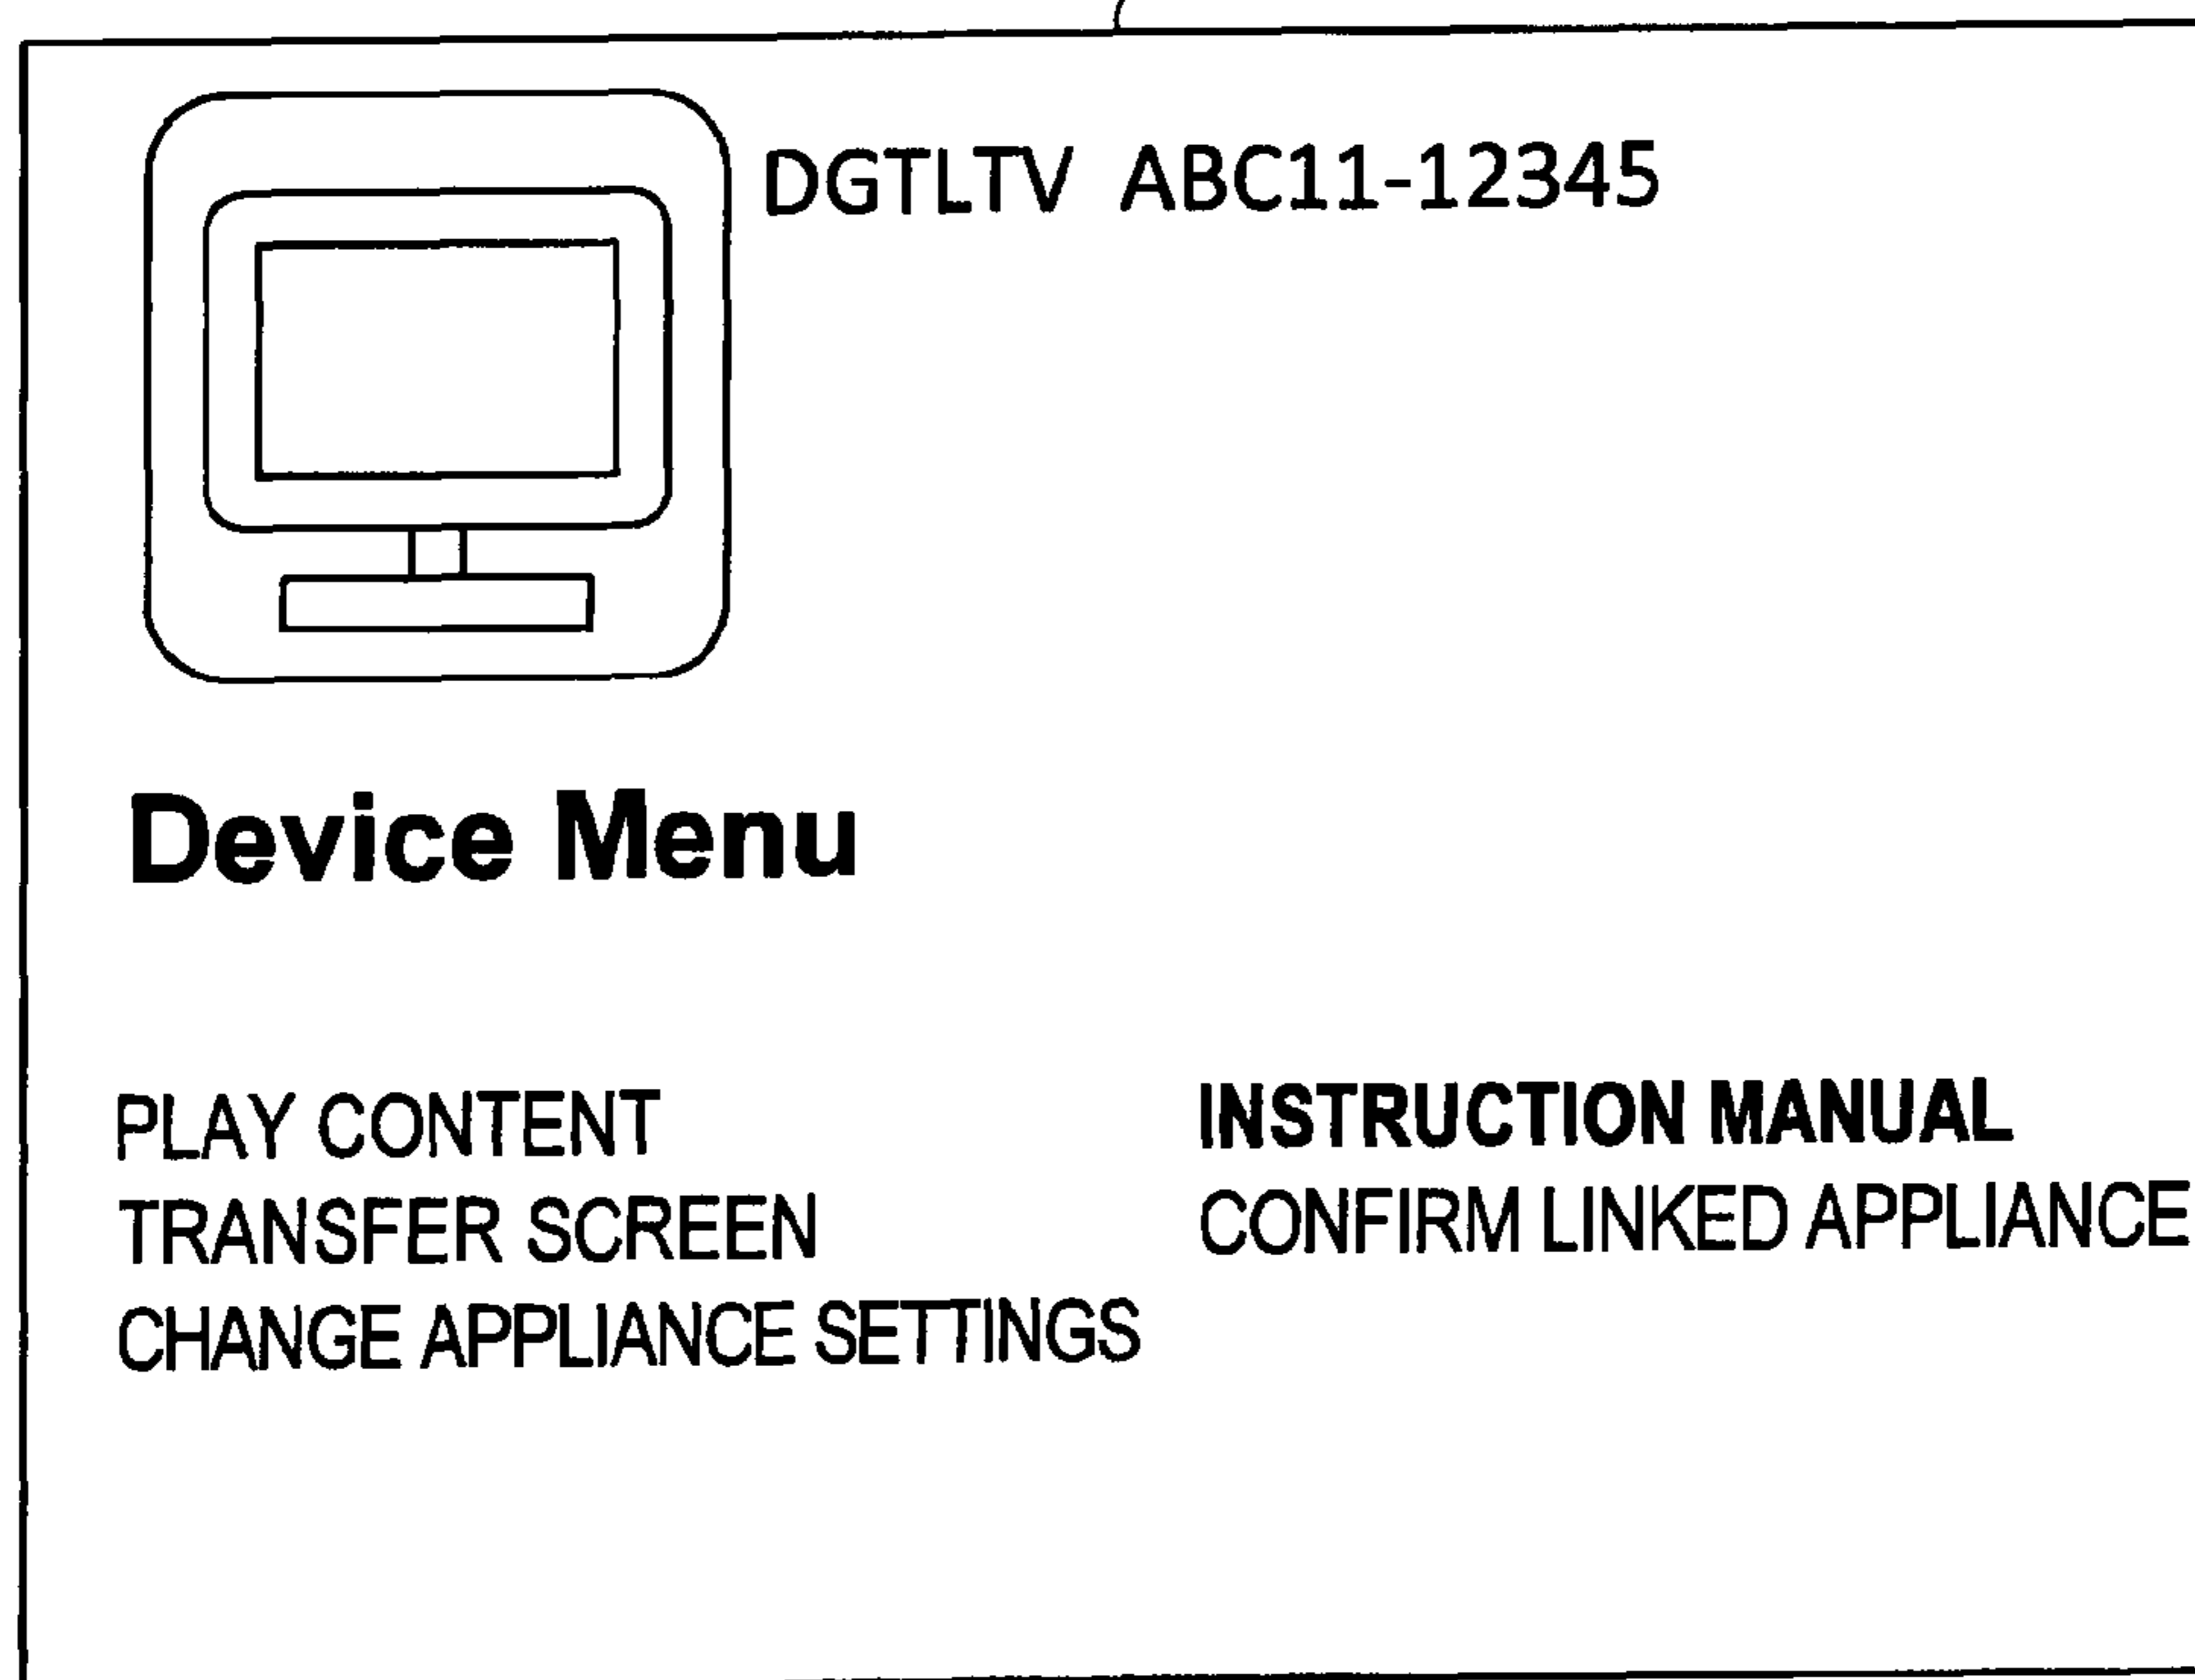 DGTLTV ABC11-12345
Device Menu
PLAY CONTENT
TRANSFER SCREEN
CHANGE APPLIANCE SETTINGS
INSTRUCTION MANUAL
CONFIRM LINKED APPLIANCE